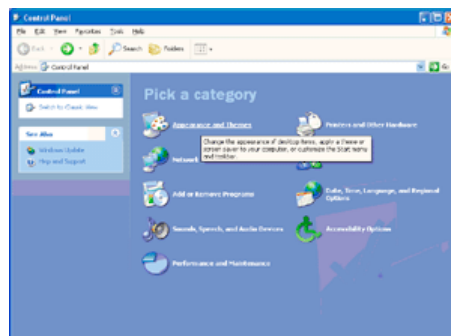 Control Panel
File Edit View Favorites Tools Help
Back Search Folders
Address Control Panel Go
Control Panel
Switch to Classic View
See Also
Windows Update
Help and Support
Pick a category
Appearance and Themes
Printers and Other Hardware
Change the appearance of desktop items, apply a theme or
screen saver to your computer, or customize the Start menu
and taskbar.
Network
Add or Remove Programs
Date, Time, Language, and Regional
Options
Sounds, Speech, and Audio Devices
Accessibility Options
Performance and Maintenance